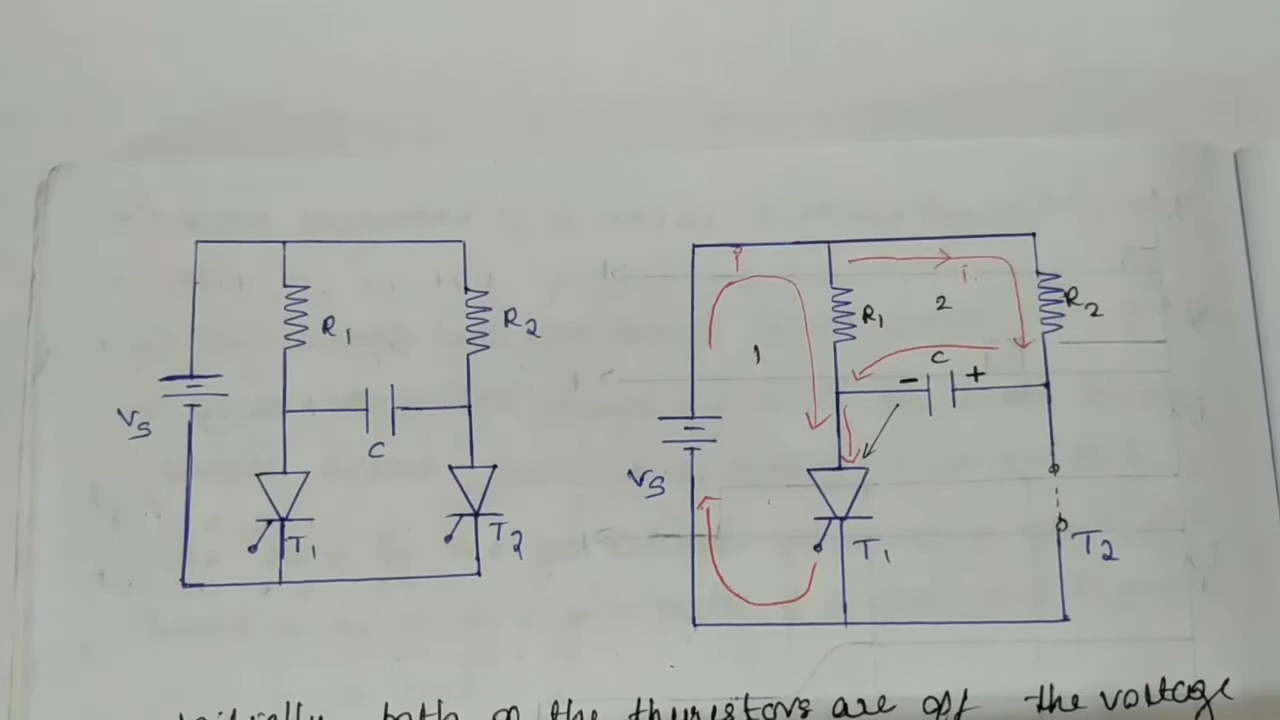 R1
R2
VS
C
T1
T2
i
i
1
2
R1
R2
C
- +
VS
T1
T2
Initially both of the thyristors are off the voltage